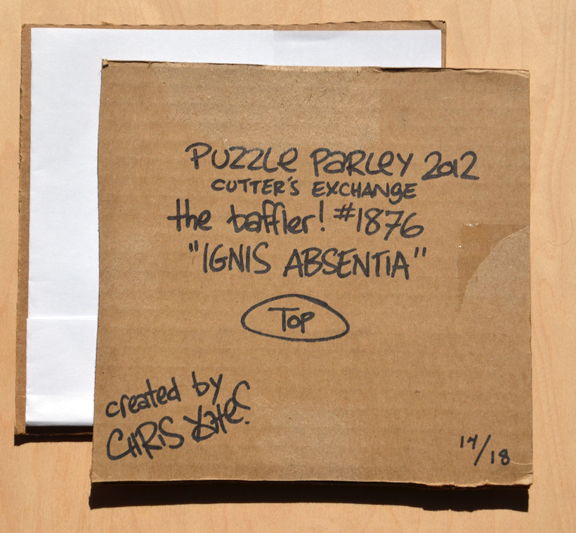 PUZZLE PARLEY 2012
CUTTER'S EXCHANGE
the baffler! #1876
"IGNIS ABSENTIA"
TOP
created by
CHRIS YATES
14/18